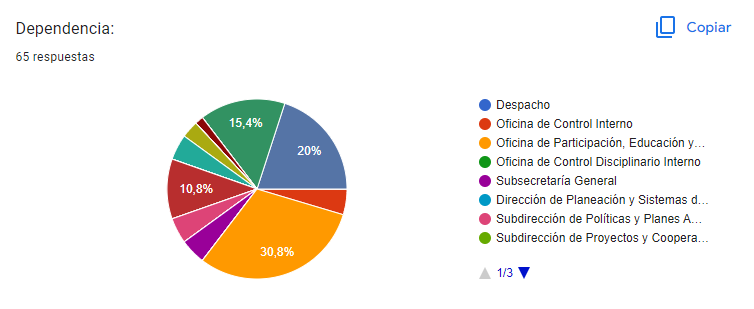 Dependencia:
Copiar
65 respuestas
15,4%
20%
10,8%
30,8%
Despacho
Oficina de Control Interno
Oficina de Participación, Educación y…
Oficina de Control Disciplinario Interno
Subsecretaría General
Dirección de Planeación y Sistemas d…
Subdirección de Políticas y Planes A…
Subdirección de Proyectos y Coopera…
1/3